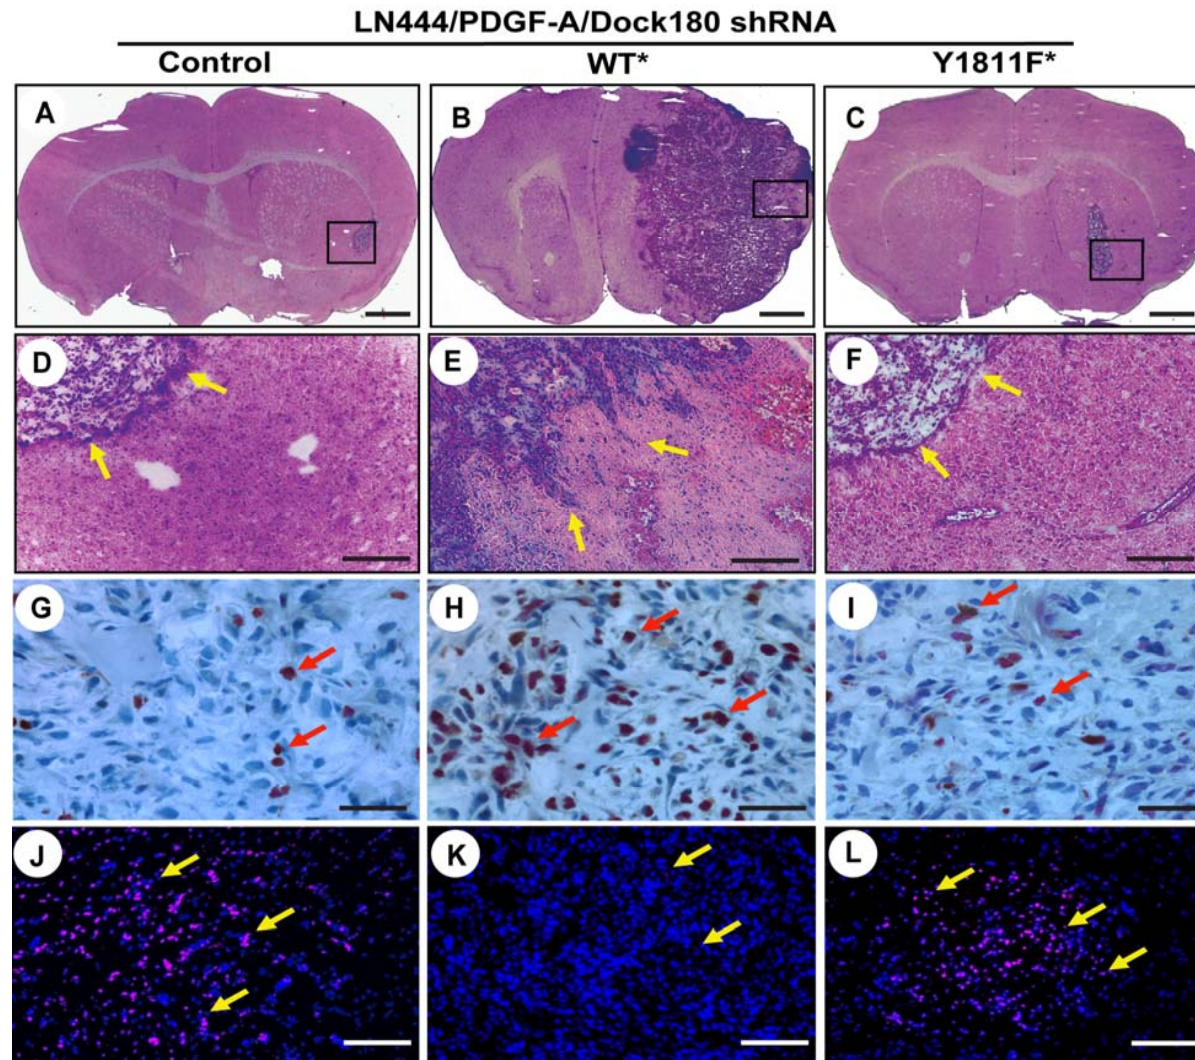 LN444/PDGF-A/Dock180 shRNA
Control WT* Y1811F*
A B C
D E F
G H I
J K L